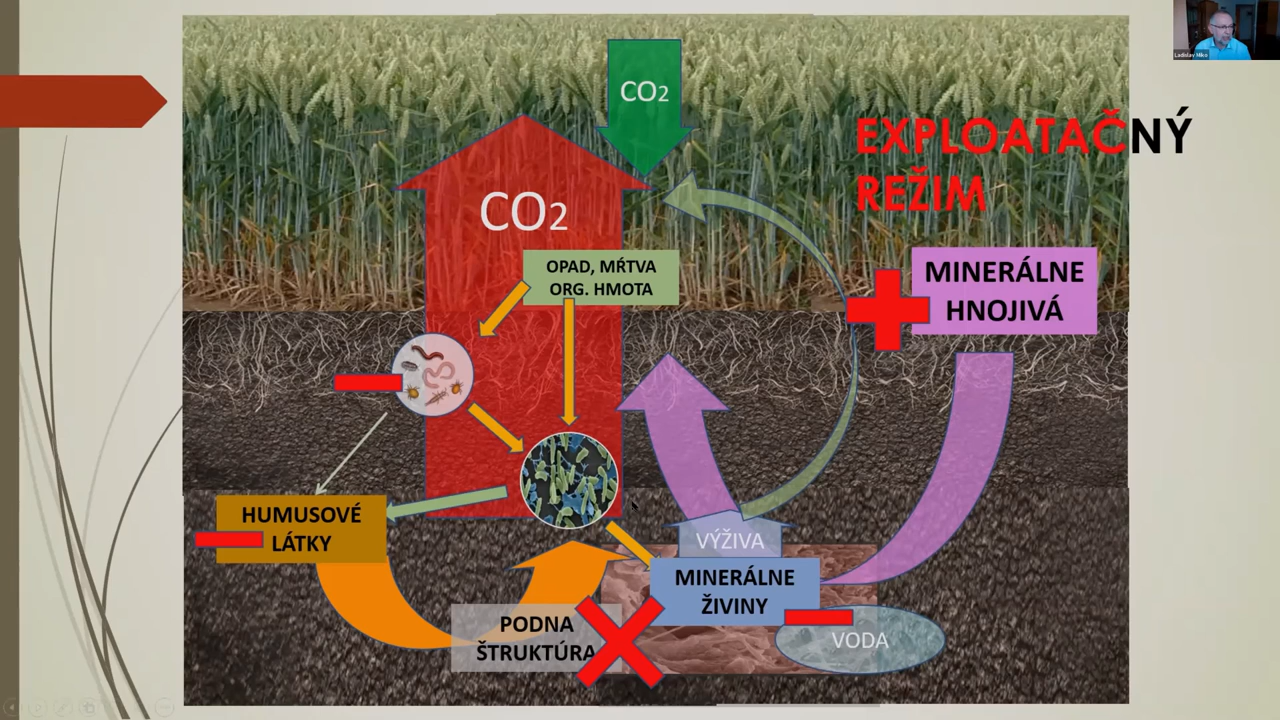 CO2
EXPLOATAČNÝ
REŽIM
CO2
OPAD, MŔTVA
ORG. HMOTA
MINERÁLNE
HNOJIVÁ
HUMUSOVÉ
LÁTKY
VÝŽIVA
MINERÁLNE
ŽIVINY
PODNA
ŠTRUKTÚRA
VODA
Ladislav Miko